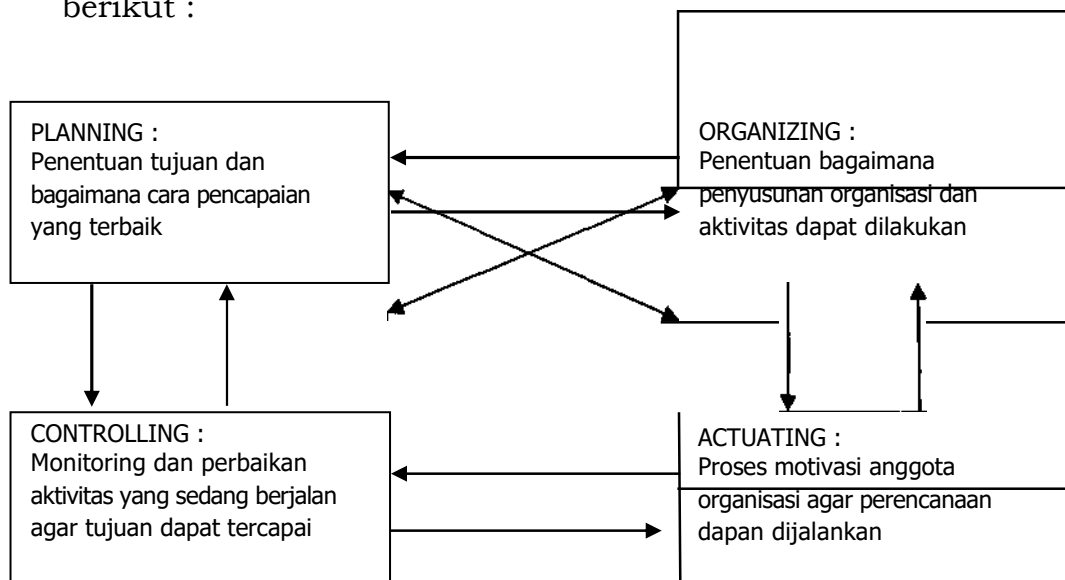 berikut :
PLANNING :
Penentuan tujuan dan
bagaimana cara pencapaian
yang terbaik
ORGANIZING :
Penentuan bagaimana
penyusunan organisasi dan
aktivitas dapat dilakukan
CONTROLLING :
Monitoring dan perbaikan
aktivitas yang sedang berjalan
agar tujuan dapat tercapai
ACTUATING :
Proses motivasi anggota
organisasi agar perencanaan
dapan dijalankan